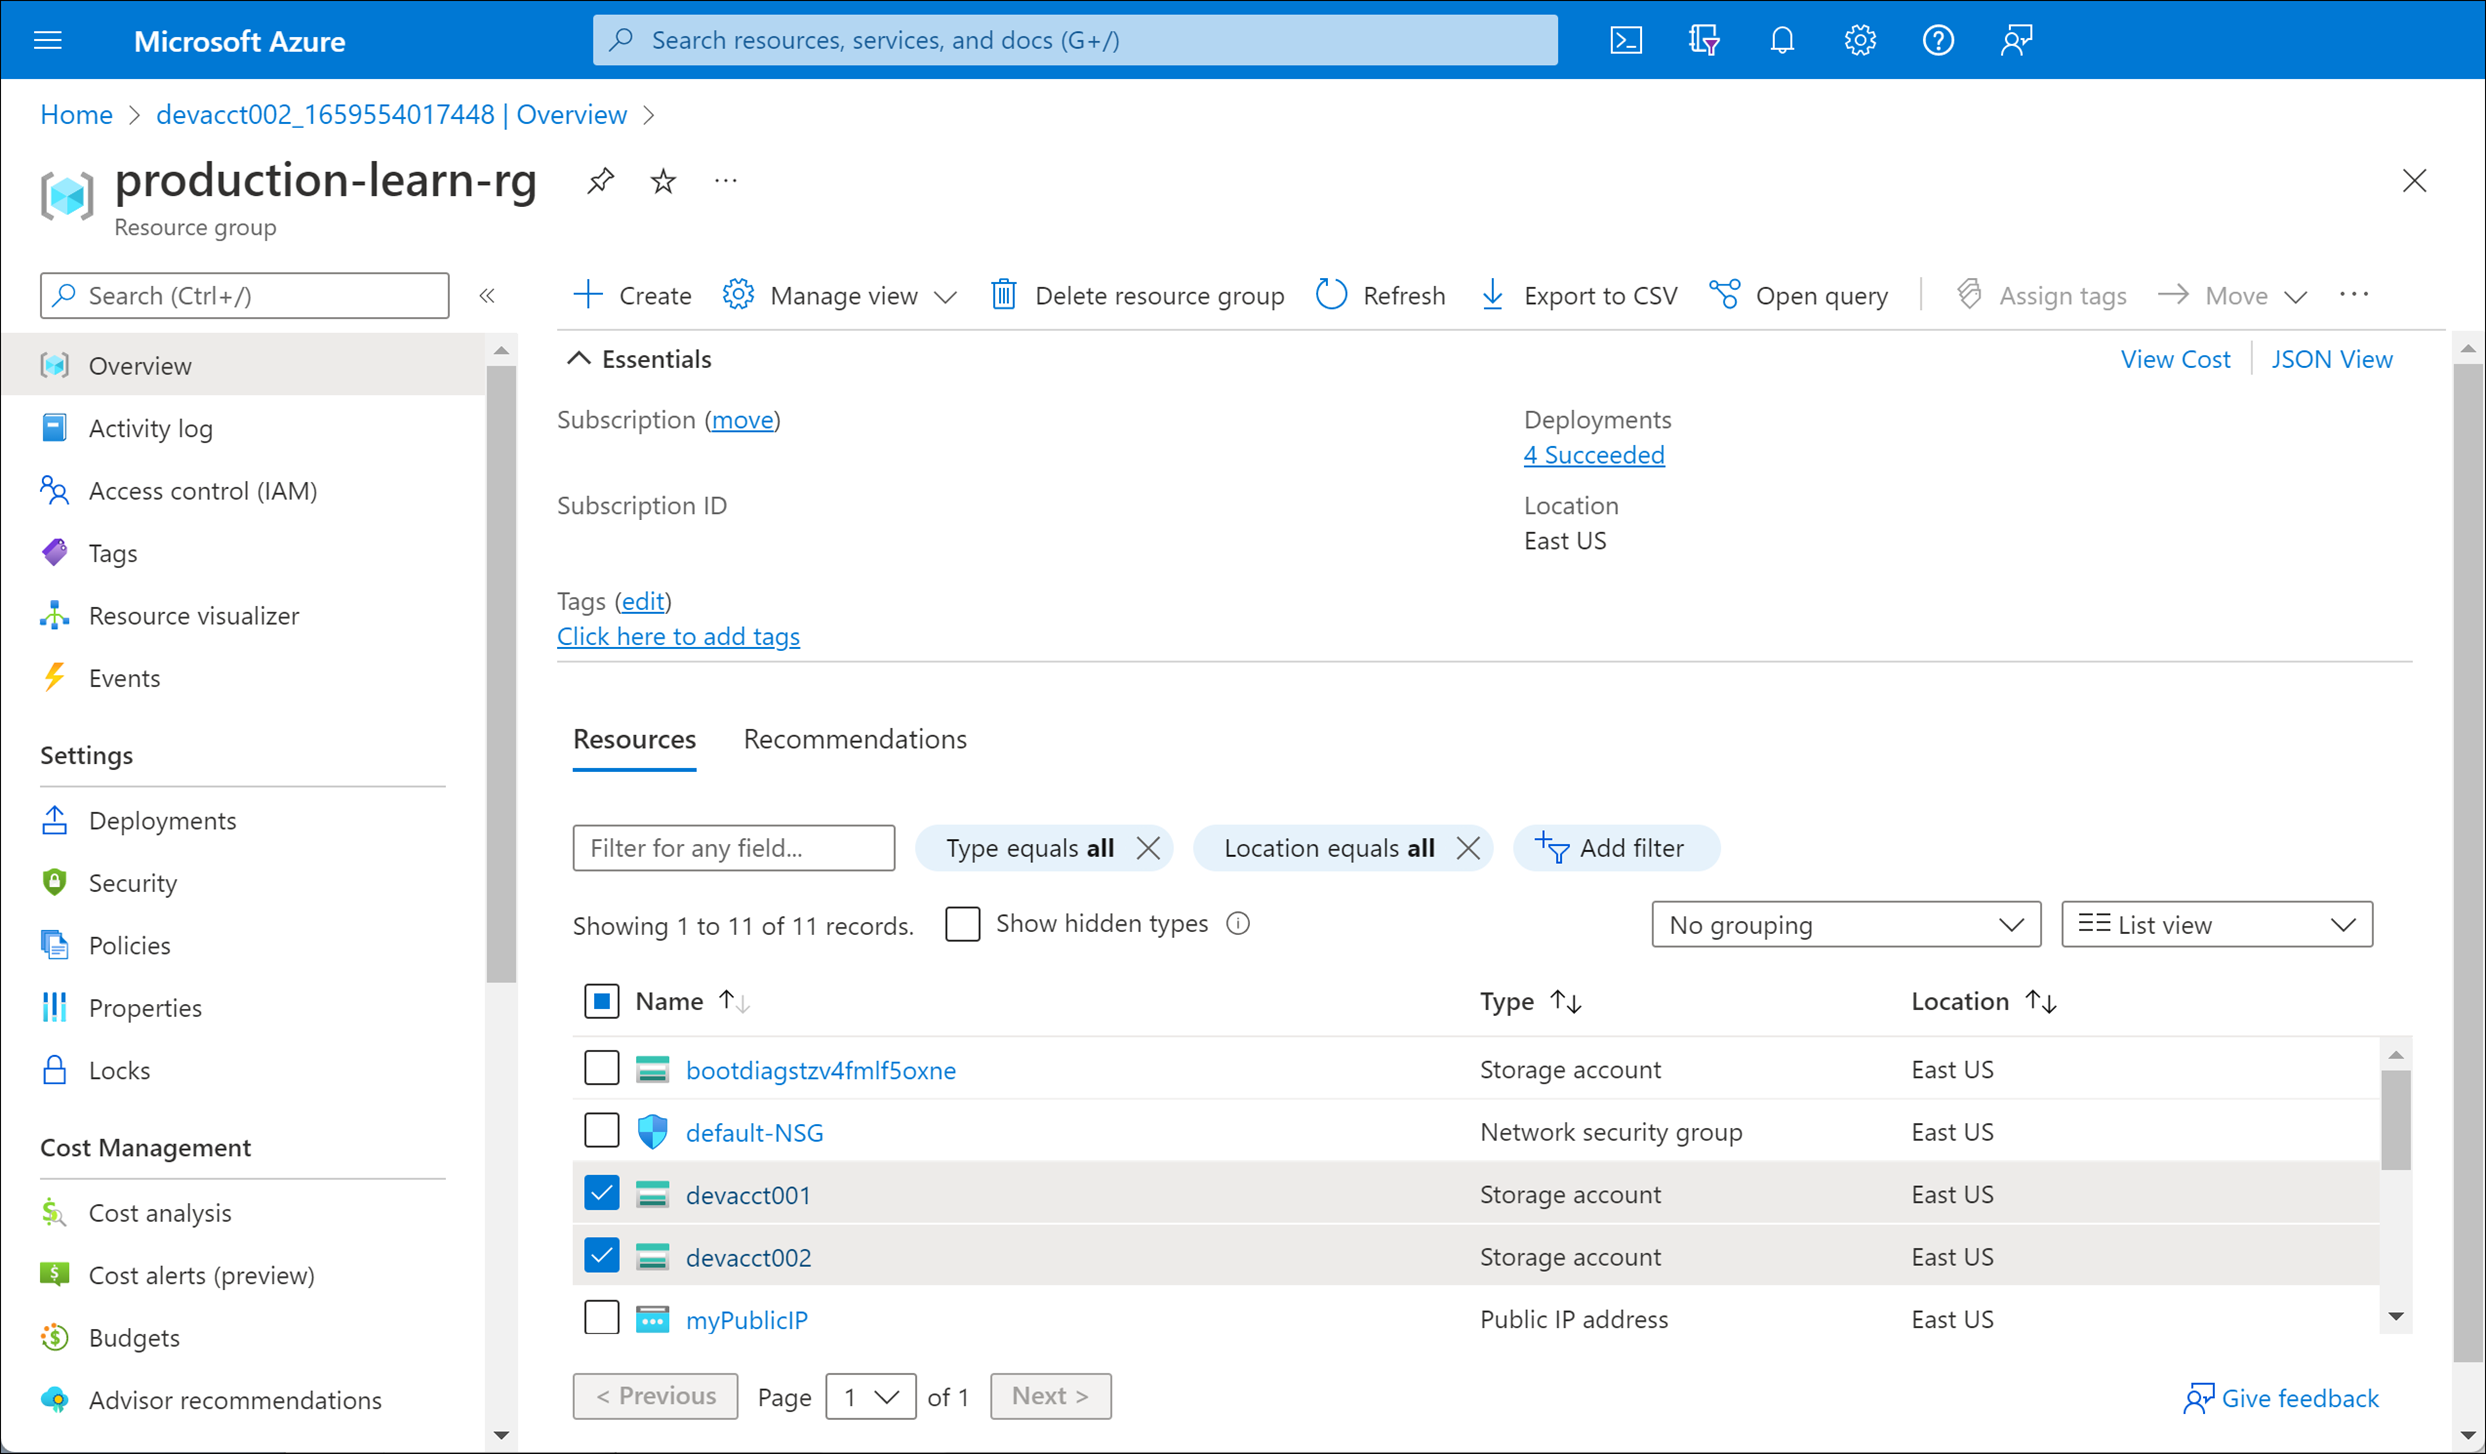 Microsoft Azure
Search resources, services, and docs (G+/)
Home > devacct002_1659554017448 | Overview >
production-learn-rg
Resource group
Search (Ctrl+/)
Overview
Activity log
Access control (IAM)
Tags
Resource visualizer
Events
Settings
Deployments
Security
Policies
Properties
Locks
Cost Management
Cost analysis
Cost alerts (preview)
Budgets
Advisor recommendations
Create Manage view Delete resource group Refresh Export to CSV Open query Assign tags Move
Essentials
View Cost JSON View
Subscription (move)
Subscription ID
Deployments
4 Succeeded
Location
East US
Tags (edit)
Click here to add tags
Resources Recommendations
Filter for any field...
Type equals all
Location equals all
Add filter
Showing 1 to 11 of 11 records.
Show hidden types
No grouping
List view
Name Type Location
bootdiagstzv4fmlf5oxne Storage account East US
default-NSG Network security group East US
devacct001 Storage account East US
devacct002 Storage account East US
myPublicIP Public IP address East US
< Previous Page 1 of 1 Next >
Give feedback